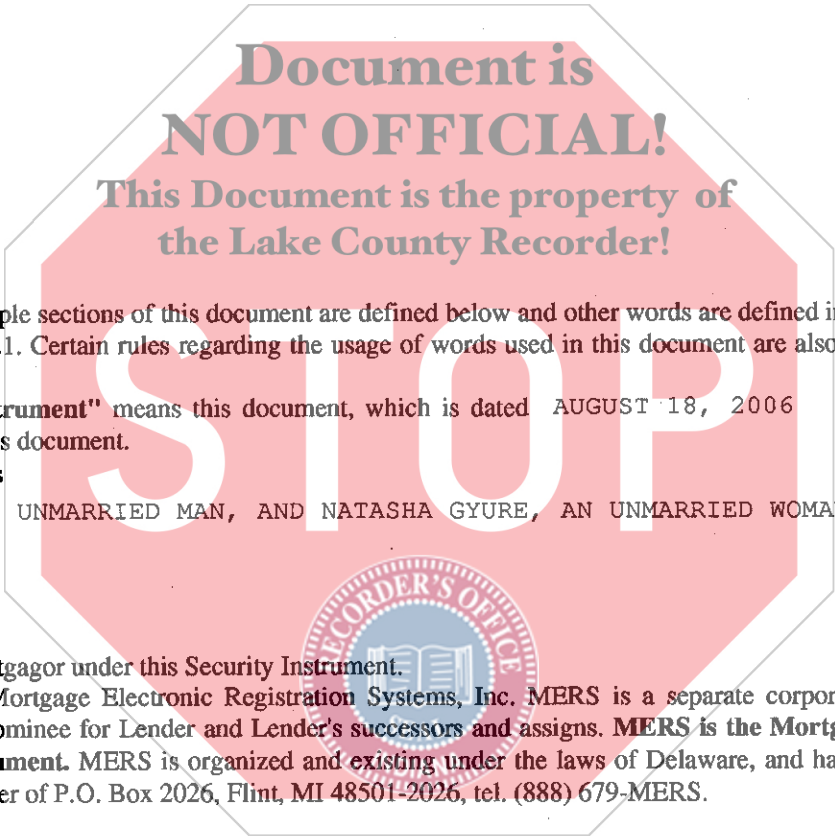 Document is
NOT OFFICIAL!
This Document is the property of
the Lake County Recorder!
ple sections of this document are defined below and other words are defined i
.1. Certain rules regarding the usage of words used in this document are also
STOP
trument" means this document, which is dated AUGUST 18, 2006
s document.
s
UNMARRIED MAN, AND NATASHA GYURE, AN UNMARRIED WOMA
RECORDER'S OFFICE
tgagor under this Security Instrument.
Mortgage Electronic Registration Systems, Inc. MERS is a separate corpor
ominee for Lender and Lender's successors and assigns. MERS is the Mortg
ument. MERS is organized and existing under the laws of Delaware, and ha
er of P.O. Box 2026, Flint, MI 48501-2026, tel. (888) 679-MERS.